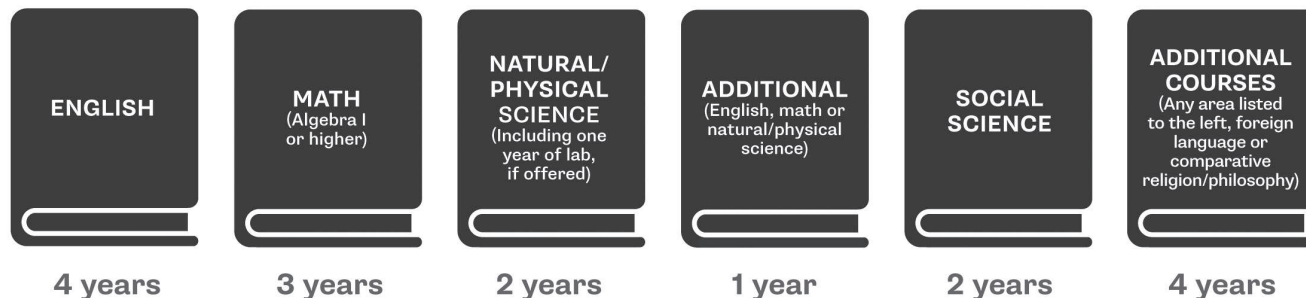 ENGLISH
4 years
MATH
(Algebra I
or higher)
3 years
NATURAL/
PHYSICAL
SCIENCE
(Including one
year of lab,
if offered)
2 years
ADDITIONAL
(English, math or
natural/physical
science)
1 year
SOCIAL
SCIENCE
2 years
ADDITIONAL
COURSES
(Any area listed
to the left, foreign
language or
comparative
religion/philosophy)
4 years